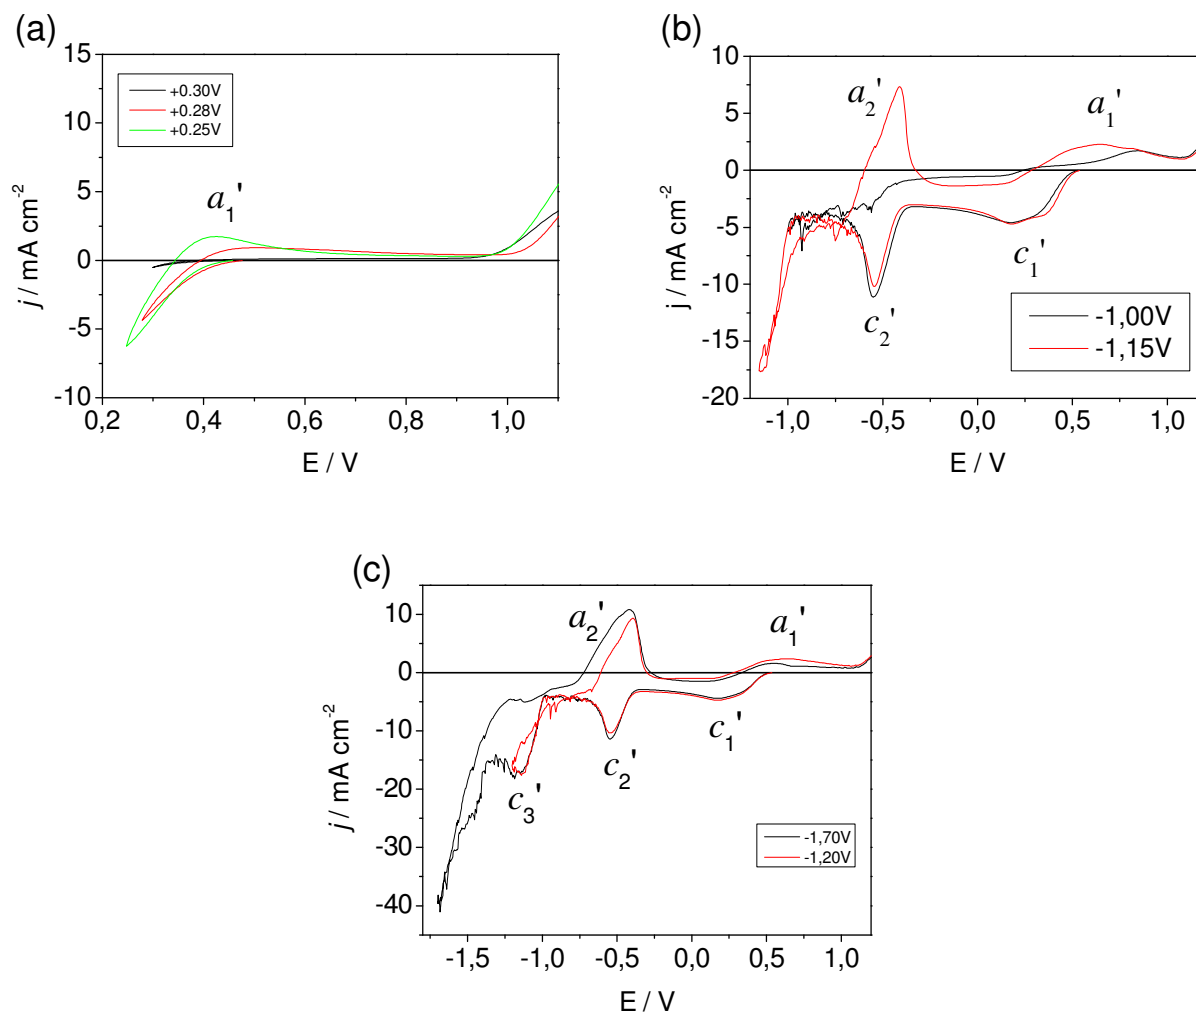 (a)
15
10
5
0
-5
-10
j / mA cm-2
+0.30V
+0.28V
+0.25V
a1'
0,2 0,4 0,6 0,8 1,0
E / V
(b)
10
5
0
-5
-10
-15
-20
j / mA cm-2
a2'
a1'
c1'
c2'
-1,00V
-1,15V
-1,0 -0,5 0,0 0,5 1,0
E / V
(c)
10
0
-10
-20
-30
-40
j / mA cm-2
a2'
a1'
c1'
c2'
c3'
-1,70V
-1,20V
-1,5 -1,0 -0,5 0,0 0,5 1,0
E / V